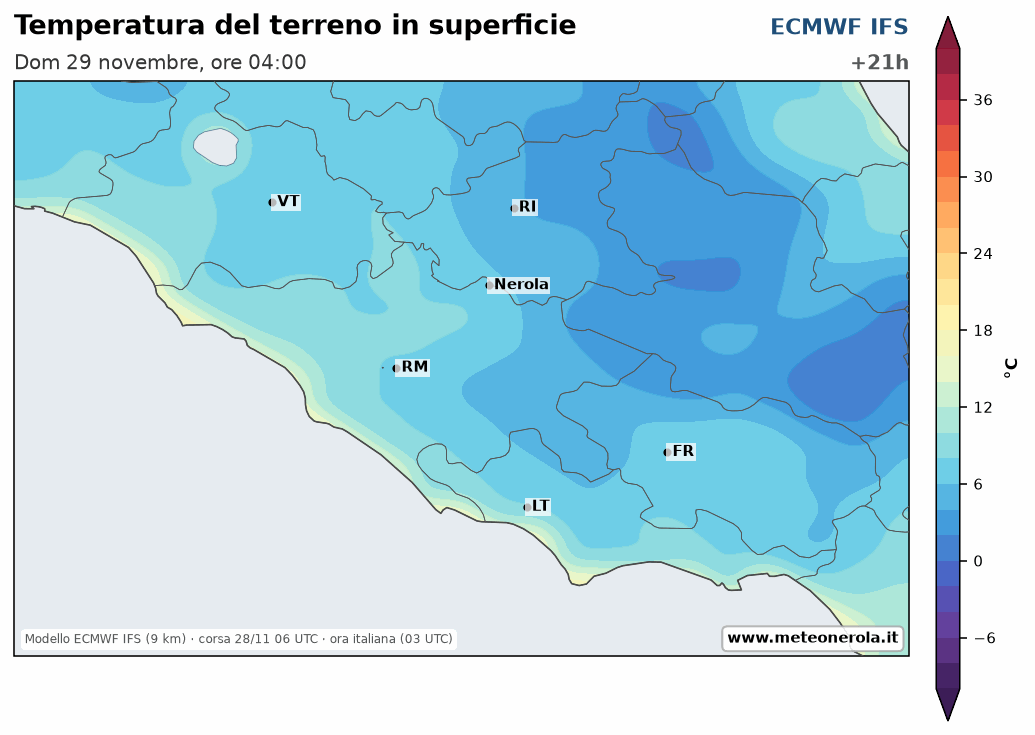 Temperatura del terreno in superficie
ECMWF IFS
Dom 29 novembre, ore 04:00
+21h
VT
RI
Nerola
RM
FR
LT
36
30
24
18
12
6
0
−6
°C
Modello ECMWF IFS (9 km) · corsa 28/11 06 UTC · ora italiana (03 UTC)
www.meteonerola.it